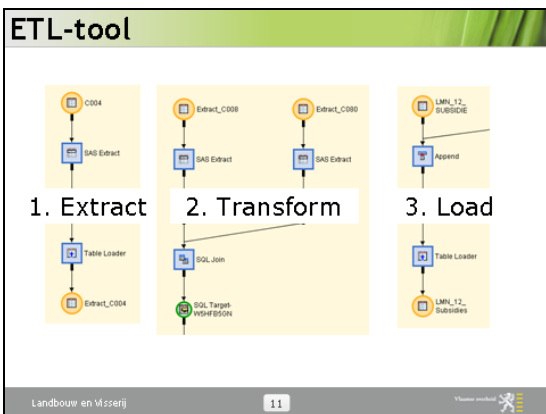 ETL-tool
C004
SAS Extract
1. Extract
Table Loader
Extract_C004
Extract_C008
Extract_C080
SAS Extract
SAS Extract
2. Transform
SQL Join
SQL Target-
W5HFB5GN
LMN_12_
SUBSIDIE
Append
3. Load
Table Loader
LMN_12_
Subsidies
Landbouw en Visserij
11
Vlaamse overheid